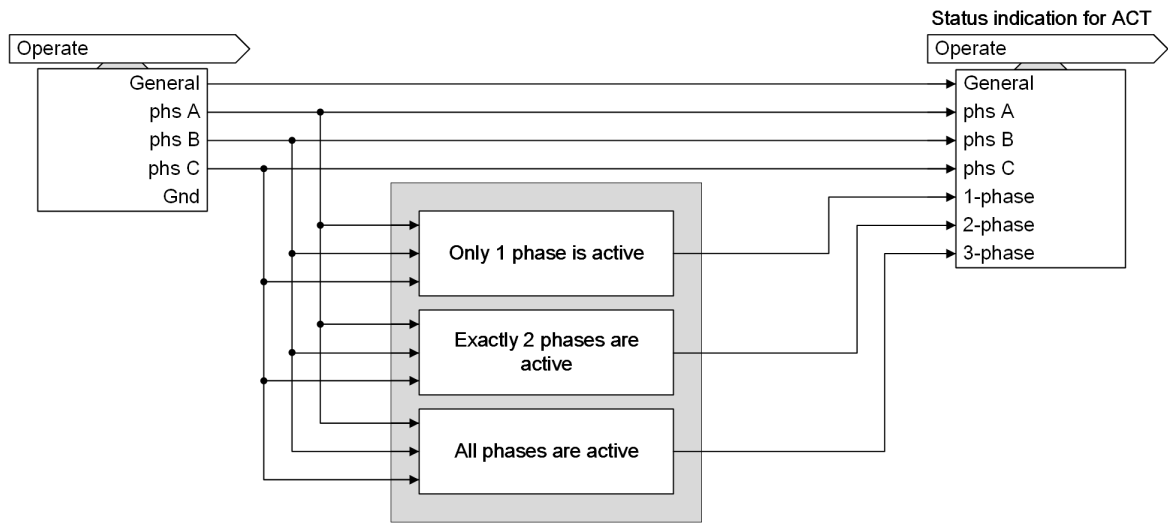 Status indication for ACT
Operate
Operate
General
phs A
phs B
phs C
Gnd
General
phs A
phs B
phs C
1-phase
2-phase
3-phase
Only 1 phase is active
Exactly 2 phases are
active
All phases are active